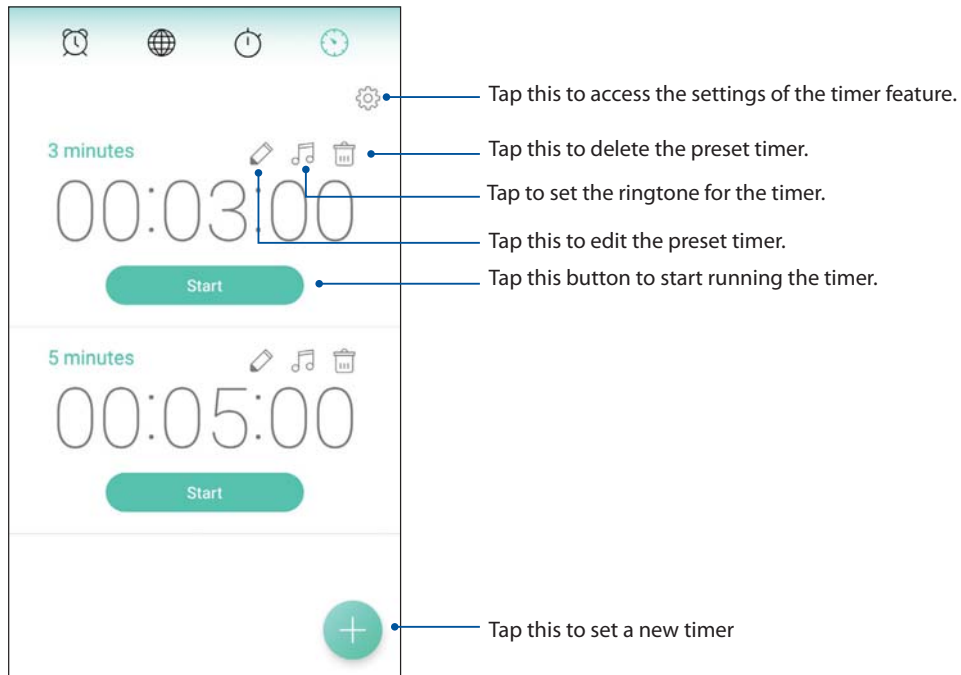 Tap this to access the settings of the timer feature.
3 minutes
Tap this to delete the preset timer.
00:03:00
Tap to set the ringtone for the timer.
Tap this to edit the preset timer.
Start
Tap this button to start running the timer.
5 minutes
00:05:00
Start
Tap this to set a new timer